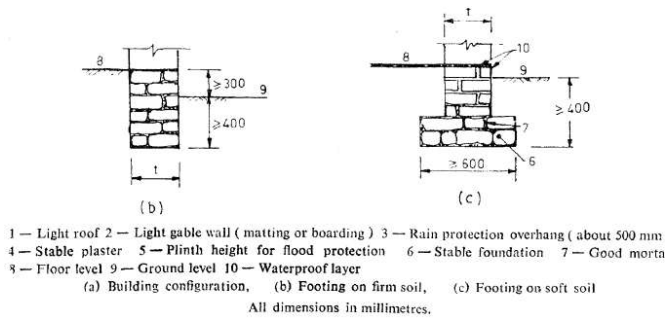 t
8
10
8
9
≥300
9
≥400
≥400
7
t
≥600
6
(b)
(c)
1 — Light roof 2 — Light gable wall ( matting or boarding ) 3 — Rain protection overhang ( about 500 mm
4 — Stable plaster 5 — Plinth height for flood protection 6 — Stable foundation 7 — Good morta
8 — Floor level 9 — Ground level 10 — Waterproof layer
(a) Building configuration, (b) Footing on firm soil, (c) Footing on soft soil
All dimensions in millimetres.